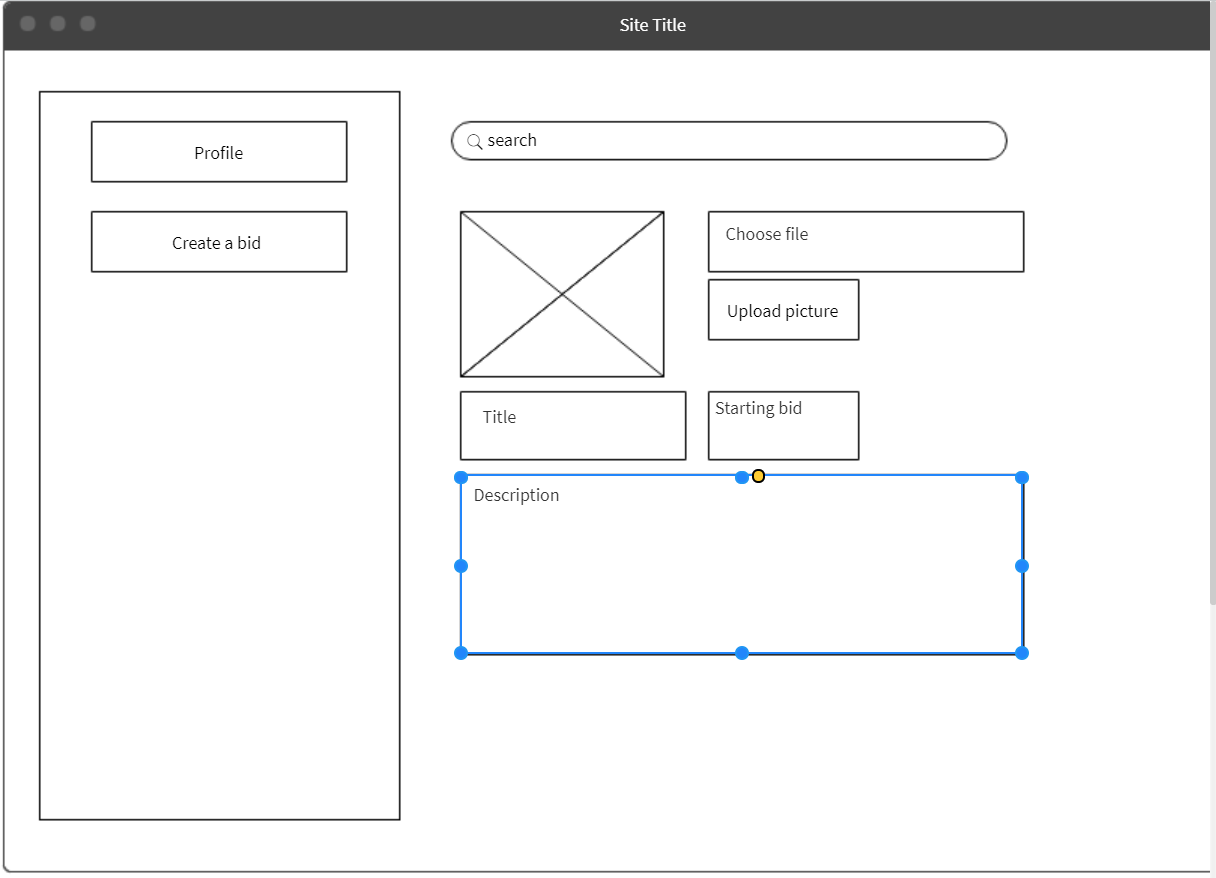 Site Title
Profile
Create a bid
search
Choose file
Upload picture
Title
Starting bid
Description